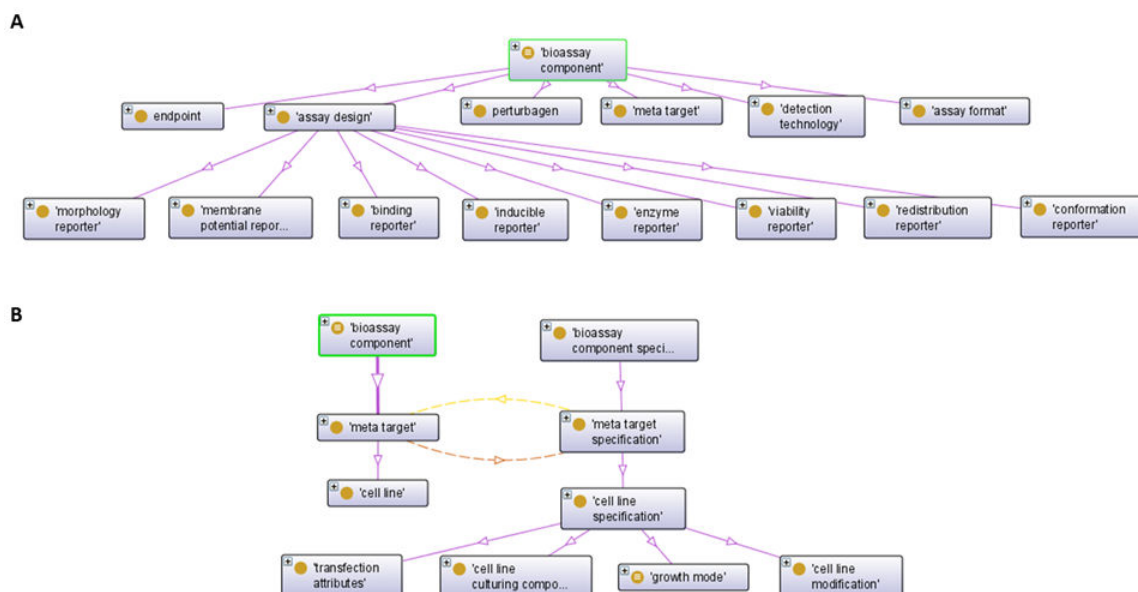 A
'bioassay
component'
endpoint
'assay design'
perturbagen
'meta target'
'detection
technology'
'assay format'
'morphology
reporter'
'membrane
potential repor...
'binding
reporter'
'inducible
reporter'
'enzyme
reporter'
'viability
reporter'
'redistribution
reporter'
'conformation
reporter'
B
'bioassay
component'
'bioassay
component speci...
'meta target'
'meta target
specification'
'cell line'
'cell line
specification'
'transfection
attributes'
'cell line
culturing compo...
'growth mode'
'cell line
modification'